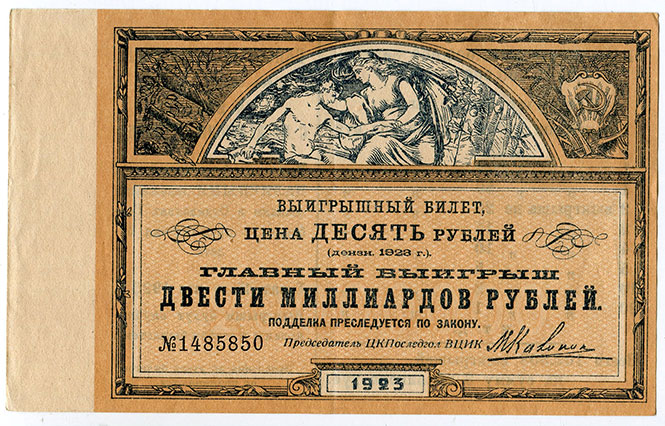 ВЫИГРЫШНЫЙ БИЛЕТ,
ЦЕНА ДЕСЯТЬ РУБЛЕЙ
(дензн. 1923 г.).
ГЛАВНЫЙ ВЫИГРЫШ
ДВЕСТИ МИЛЛИАРДОВ РУБЛЕЙ.
ПОДДЕЛКА ПРЕСЛЕДУЕТСЯ ПО ЗАКОНУ.
№1485850 Председатель ЦКПоследгол ВЦИК МКалинин
1923